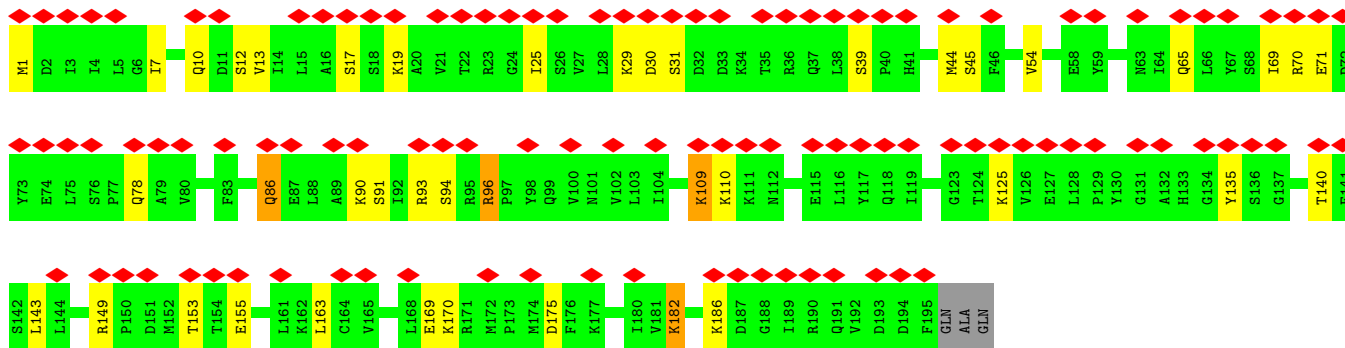 M1 D2 I3 I4 L5 G6 I7 Q10 D11 S12 V13 I14 L15 A16 S17 S18 K19 A20 V21 T22 R23 G24 I25 S26 V27 L28 K29 D30 S31 D32 D33 K34 T35 R36 Q37 L38 S39 P40 H41 M44 S45 F46 V54 E58 Y59 N63 I64 Q65 L66 Y67 S68 I69 R70 E71
Y73 E74 L75 S76 P77 Q78 A79 V80 F83 Q86 E87 L88 A89 K90 S91 I92 R93 S94 R95 R96 P97 Y98 Q99 V100 N101 V102 L103 I104 K109 K110 K111 N112 E115 L116 Y117 Q118 I119 G123 T124 K125 V126 E127 L128 P129 Y130 G131 A132 H133 G134 Y135 S136 G137 T140
S142 L143 L144 R149 P150 D151 M152 T153 T154 E155 L161 K162 L163 C164 V165 L168 E169 K170 R171 M172 P173 M174 D175 F176 K177 I180 V181 K182 K186 D187 G188 I189 R190 Q191 V192 D193 D194 F195 GLN ALA GLN